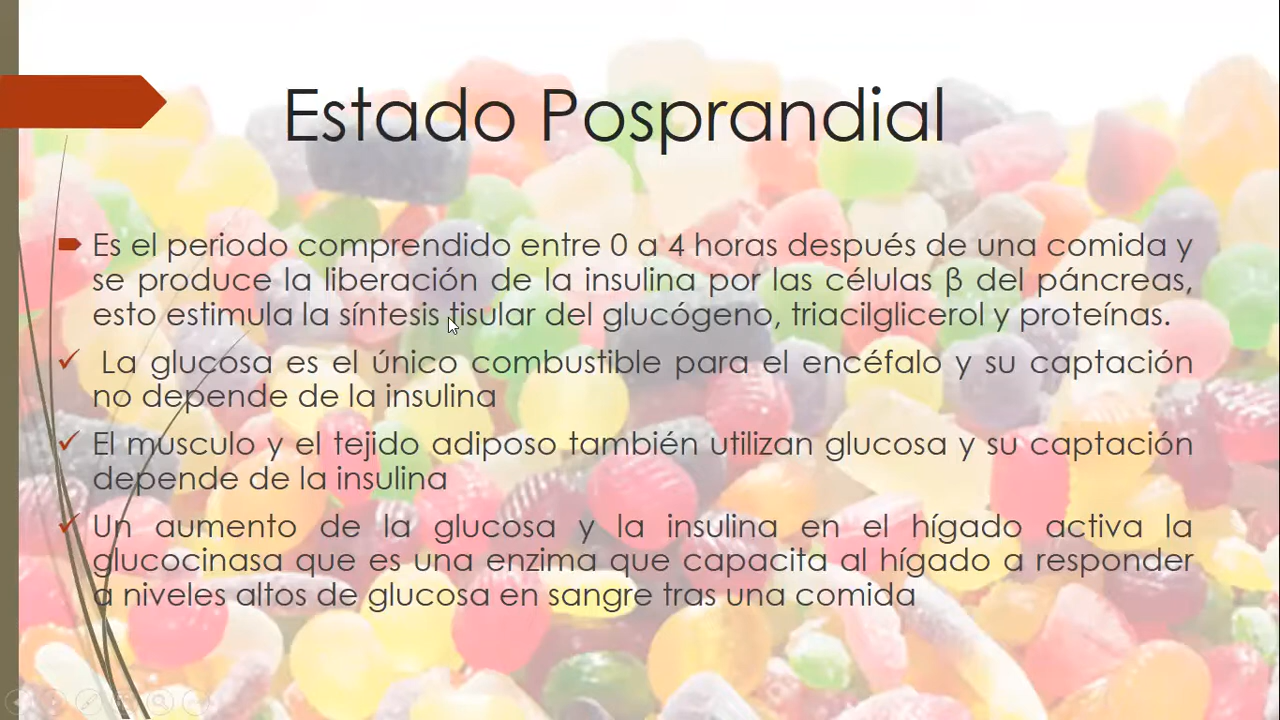 Estado Posprandial
Es el periodo comprendido entre 0 a 4 horas después de una comida y
se produce la liberación de la insulina por las células β del páncreas,
esto estimula la síntesis tisular del glucógeno, triacilglicerol y proteínas.
La glucosa es el único combustible para el encéfalo y su captación
no depende de la insulina
El musculo y el tejido adiposo también utilizan glucosa y su captación
depende de la insulina
Un aumento de la glucosa y la insulina en el hígado activa la
glucocinasa que es una enzima que capacita al hígado a responder
a niveles altos de glucosa en sangre tras una comida